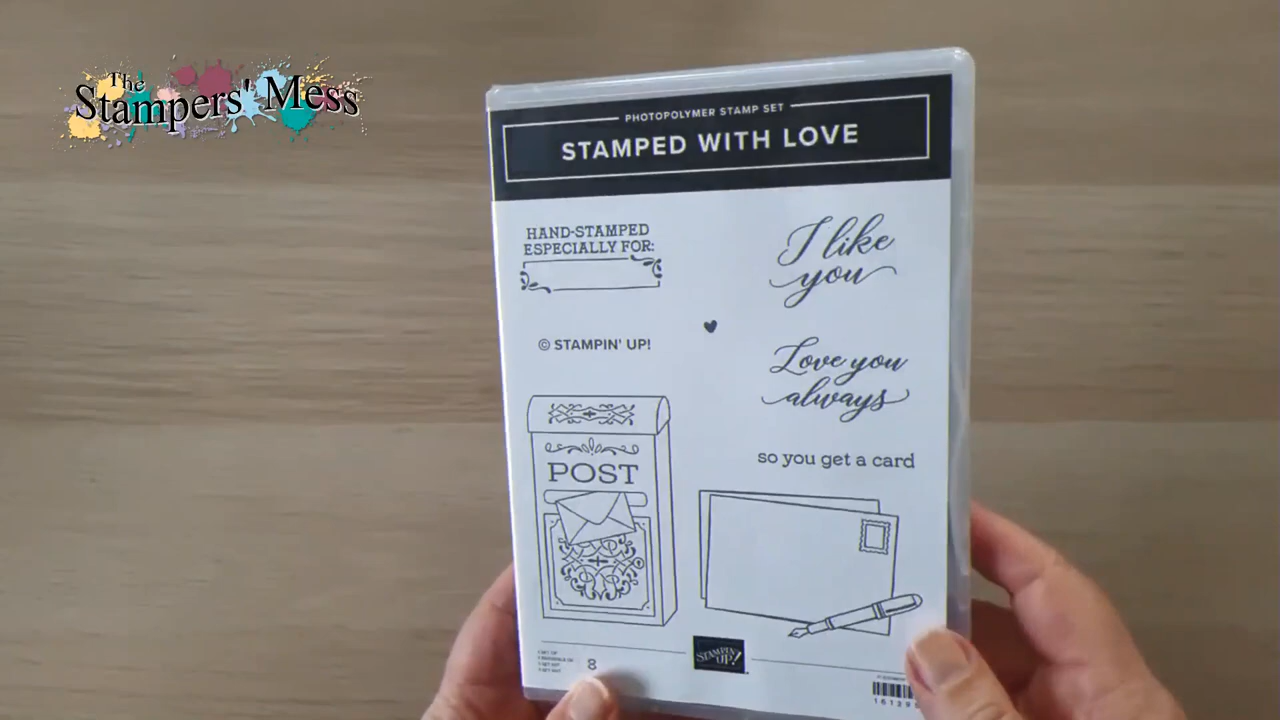 The
Stampers' Mess
PHOTOPOLYMER STAMP SET
STAMPED WITH LOVE
HAND-STAMPED
ESPECIALLY FOR:
I like
you
© STAMPIN' UP!
Love you
always
so you get a card
POST
8
STAMPIN'
UP!